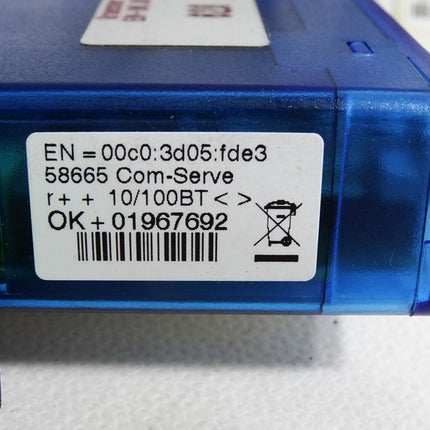 EN = 00c0:3d05:fde3
58665 Com-Serve
r + + 10/100BT < >
OK + 01967692